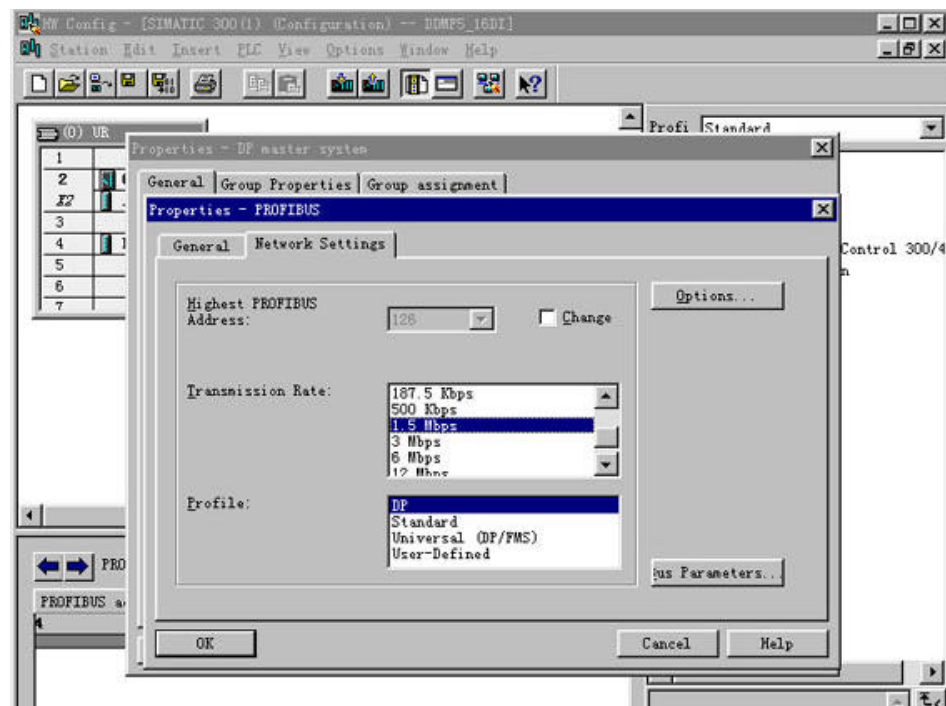 HW Config - [SIMATIC 300(1) (Configuration) -- DDMP5_16DI]
Station Edit Insert PLC View Options Window Help
Profi Standard
(0) UR
1
2
X2
3
4
5
6
7
Properties - DP master system
General Group Properties Group assignment
Properties - PROFIBUS
General Network Settings
Highest PROFIBUS
Address:
126
Change
Options...
Transmission Rate:
187.5 Kbps
500 Kbps
1.5 Mbps
3 Mbps
6 Mbps
12 Mbps
Profile:
DP
Standard
Universal (DP/FMS)
User-Defined
us Parameters...
OK Cancel Help
Control 300/4
n
PRO
PROFIBUS a
4